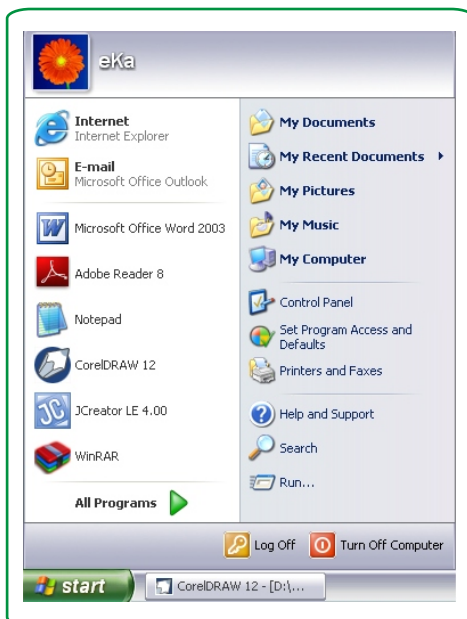 eKa
Internet
Internet Explorer
E-mail
Microsoft Office Outlook
Microsoft Office Word 2003
Adobe Reader 8
Notepad
CorelDRAW 12
JCreator LE 4.00
WinRAR
All Programs
My Documents
My Recent Documents
My Pictures
My Music
My Computer
Control Panel
Set Program Access and
Defaults
Printers and Faxes
Help and Support
Search
Run...
Log Off
Turn Off Computer
start
CorelDRAW 12 - [D:\...